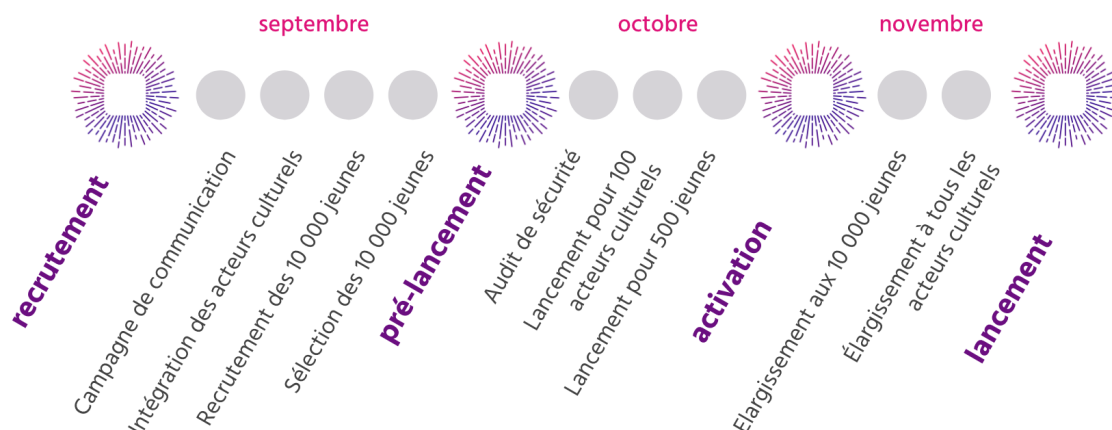 septembre
octobre
novembre
recrutement
Campagne de communication
Intégration des acteurs culturels
Recrutement des 10 000 jeunes
Sélection des 10 000 jeunes
pré-lancement
Audit de sécurité
Lancement pour 100
acteurs culturels
Lancement pour 500 jeunes
activation
Elargissement aux 10 000 jeunes
Élargissement à tous les
acteurs culturels
lancement